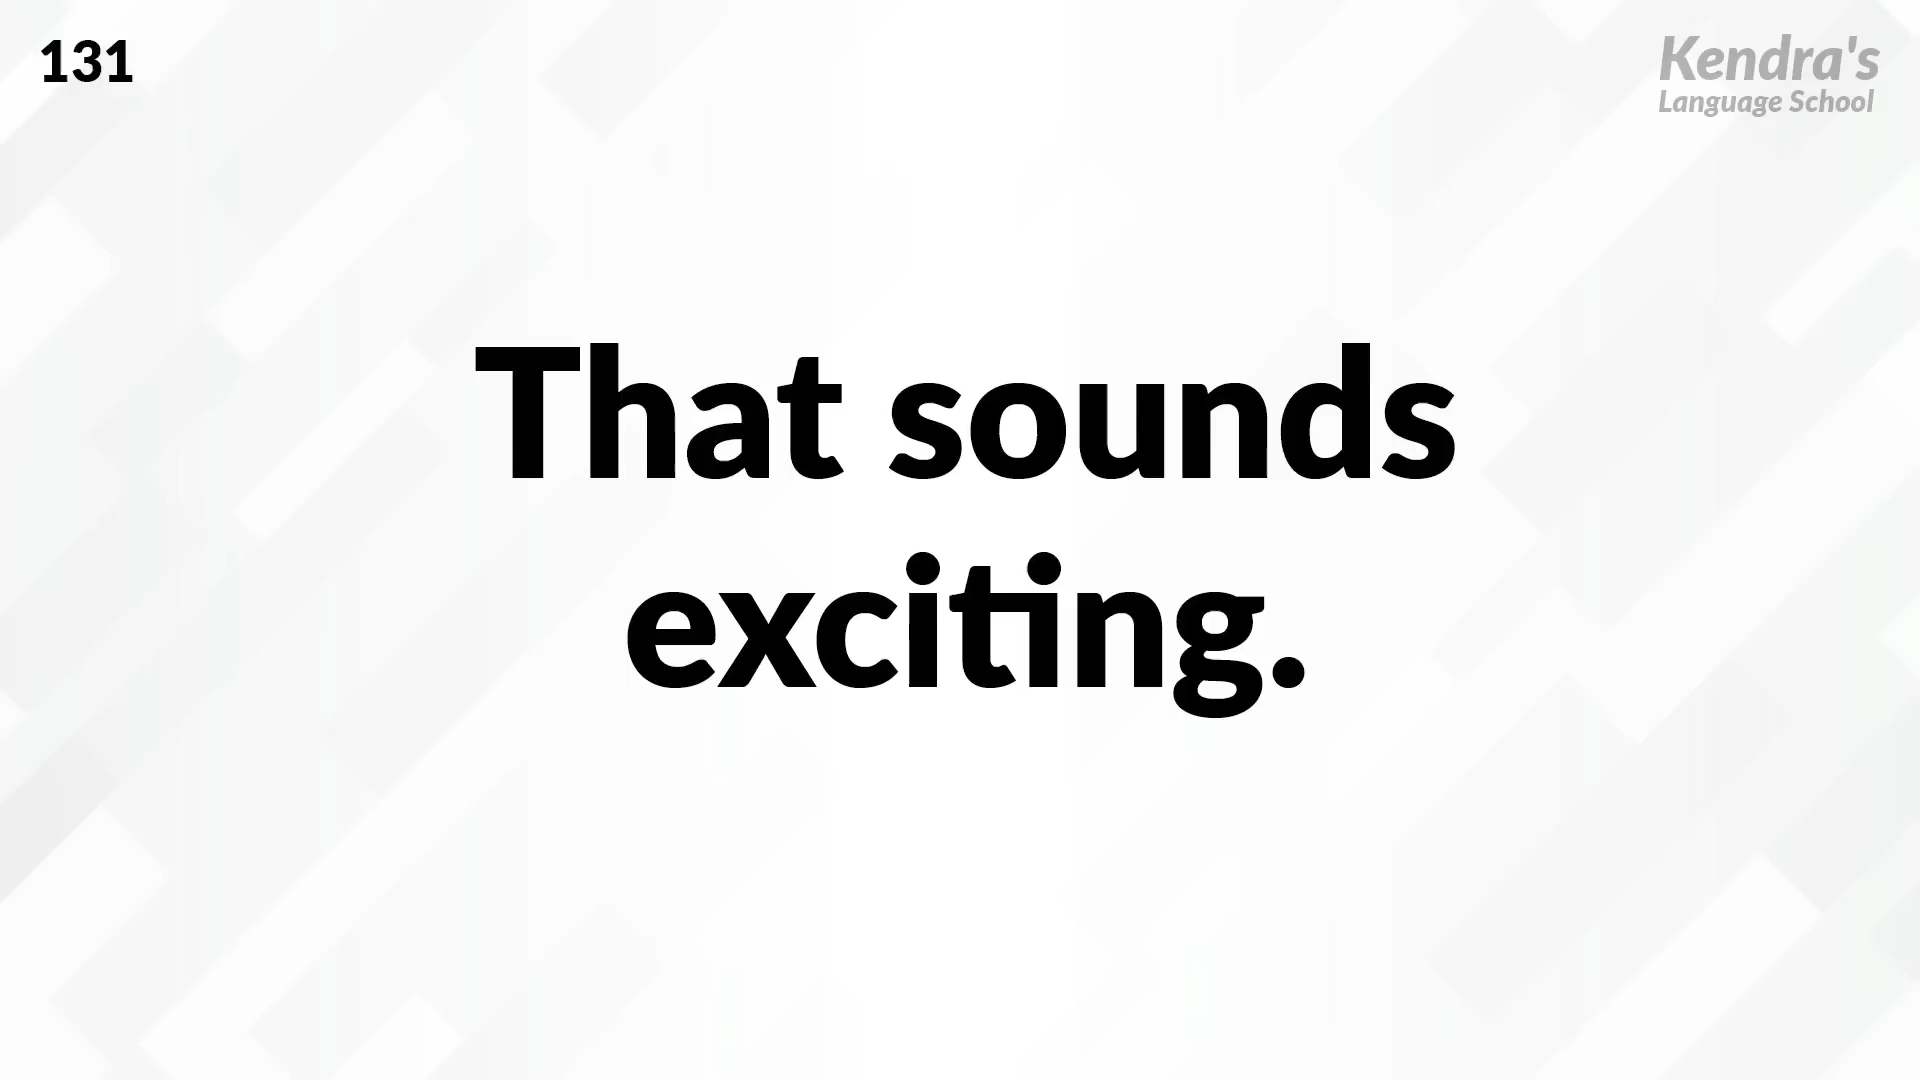 131
Kendra's
Language School
That sounds
exciting.